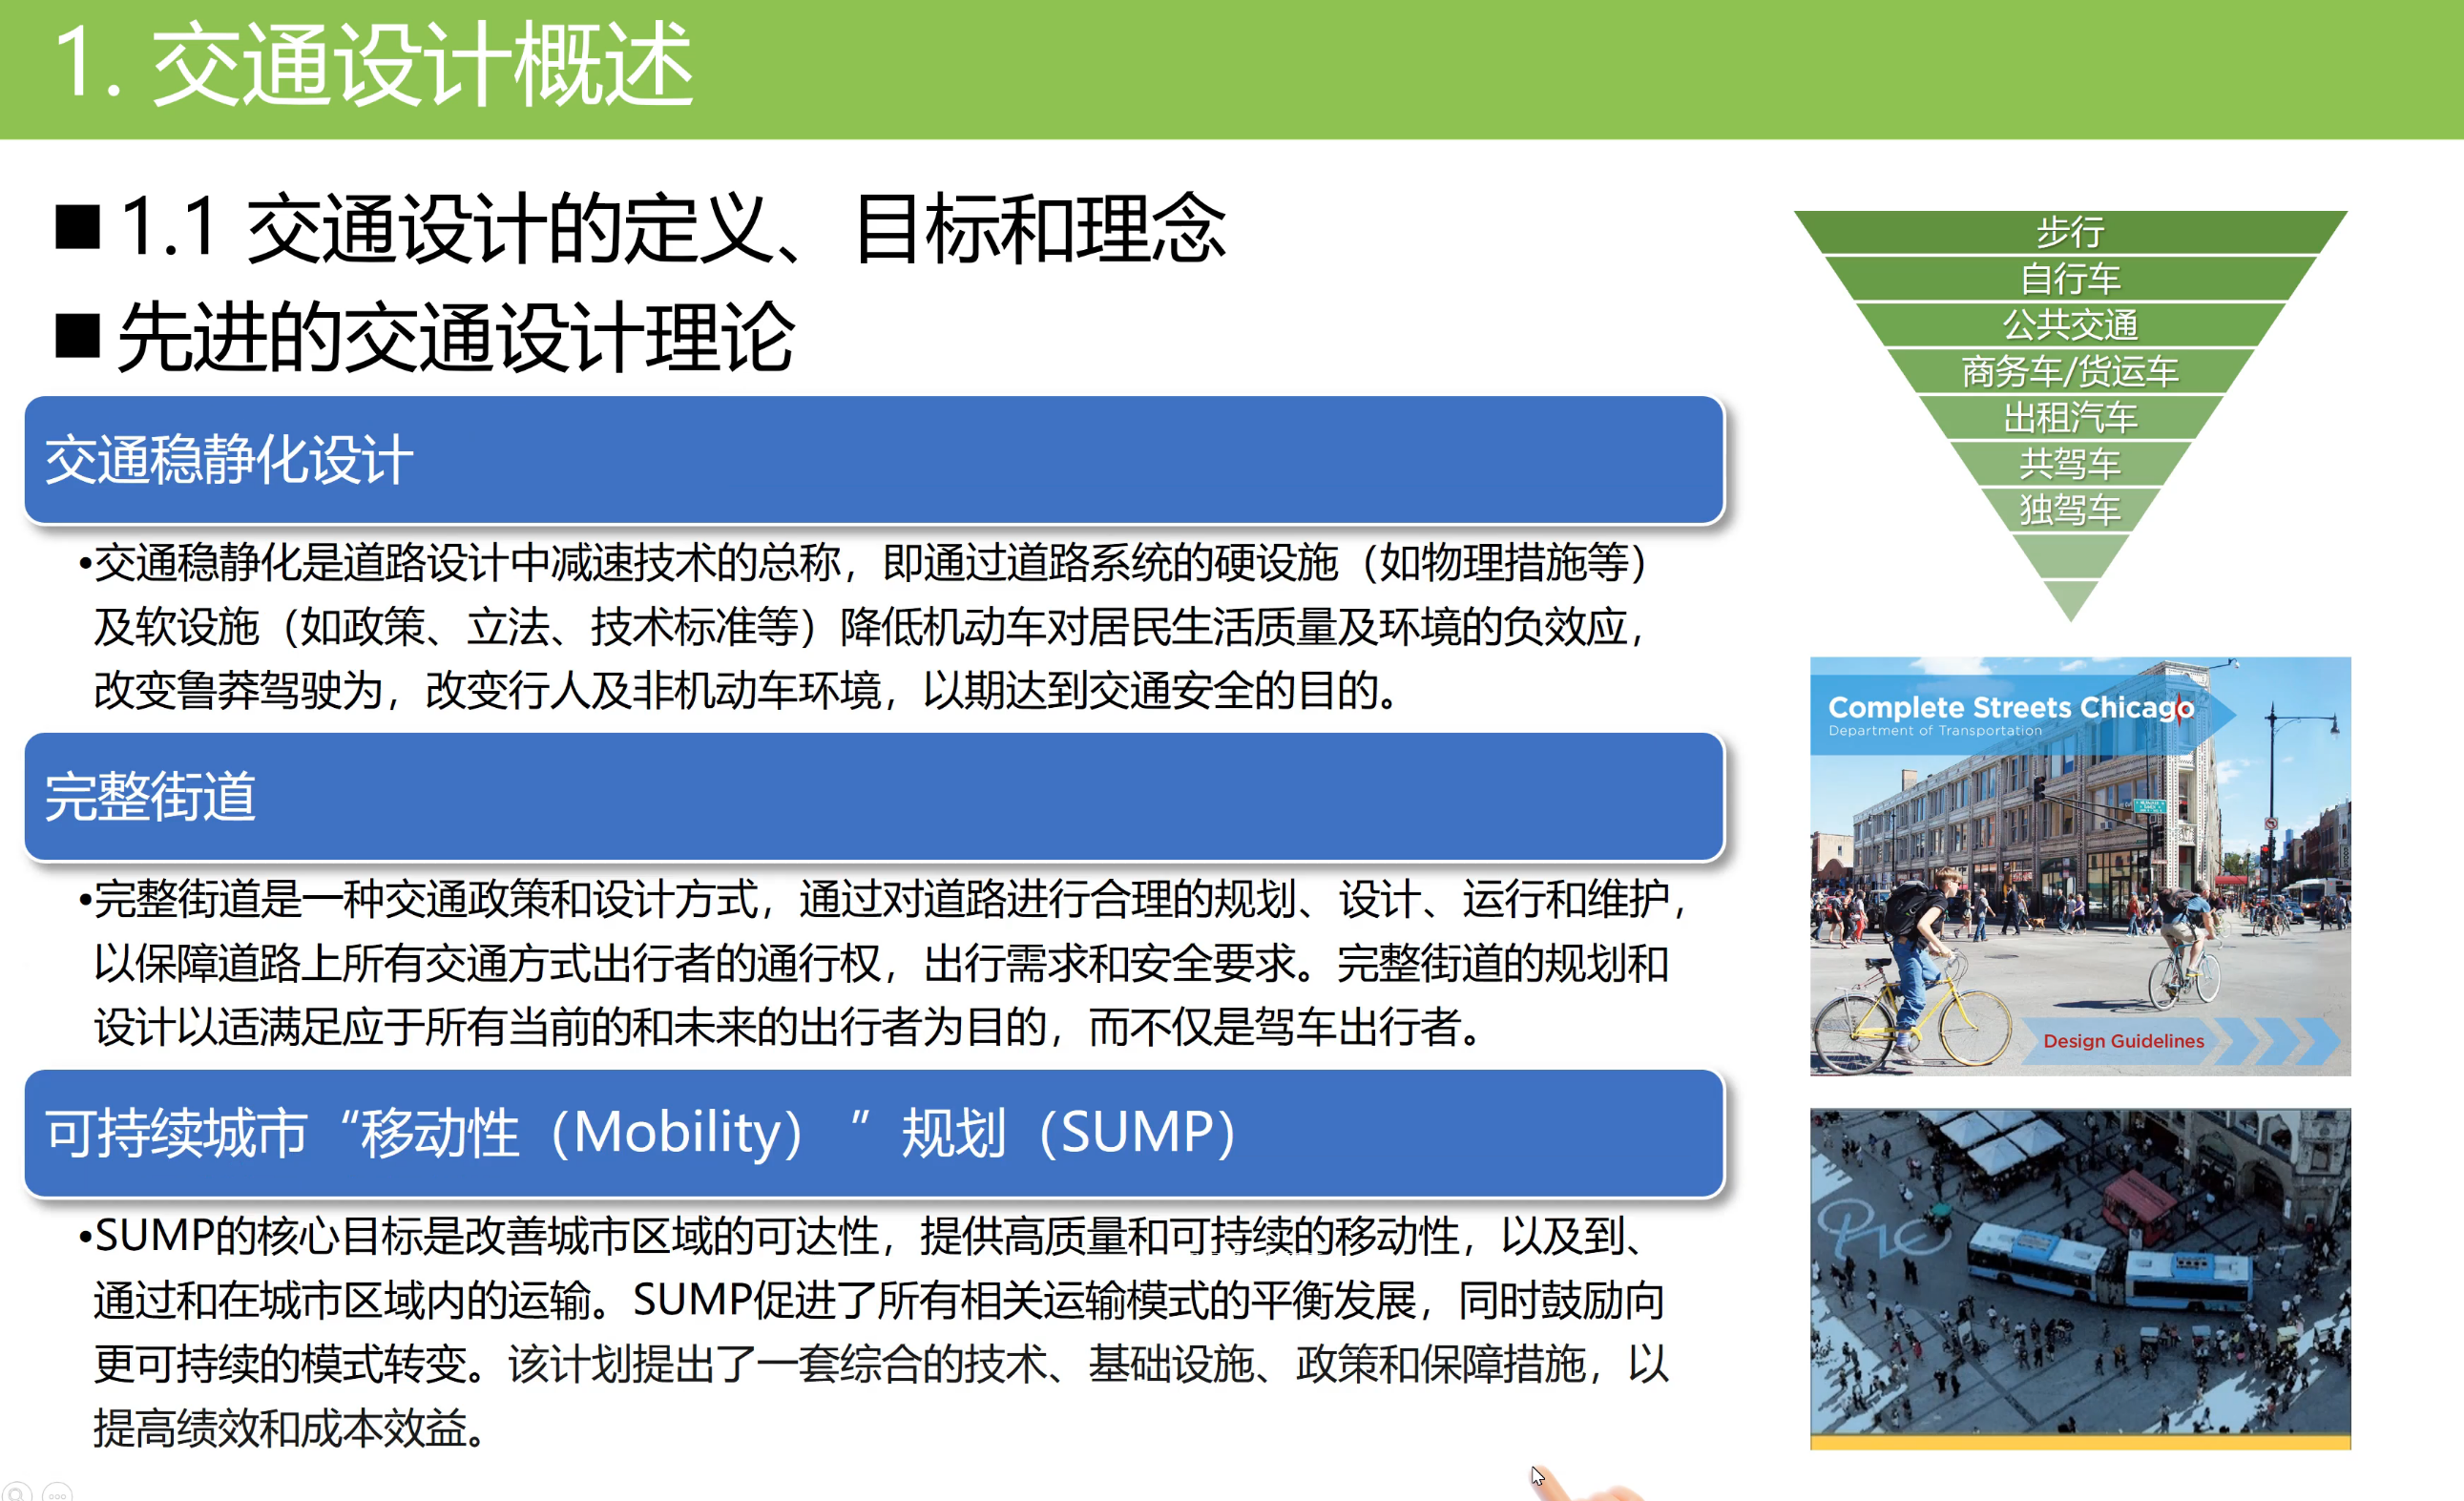 1. 交通设计概述
■1.1 交通设计的定义、目标和理念
■先进的交通设计理论
交通稳静化设计
•交通稳静化是道路设计中减速技术的总称，即通过道路系统的硬设施（如物理措施等）
及软设施（如政策、立法、技术标准等）降低机动车对居民生活质量及环境的负效应，
改变鲁莽驾驶为，改变行人及非机动车环境，以期达到交通安全的目的。
完整街道
•完整街道是一种交通政策和设计方式，通过对道路进行合理的规划、设计、运行和维护，
以保障道路上所有交通方式出行者的通行权，出行需求和安全要求。完整街道的规划和
设计以适满足应于所有当前的和未来的出行者为目的，而不仅是驾车出行者。
可持续城市“移动性（Mobility）”规划（SUMP）
•SUMP的核心目标是改善城市区域的可达性，提供高质量和可持续的移动性，以及到、
通过和在城市区域内的运输。SUMP促进了所有相关运输模式的平衡发展，同时鼓励向
更可持续的模式转变。该计划提出了一套综合的技术、基础设施、政策和保障措施，以
提高绩效和成本效益。
步行
自行车
公共交通
商务车/货运车
出租汽车
共驾车
独驾车
Complete Streets Chicago
Department of Transportation
Design Guidelines